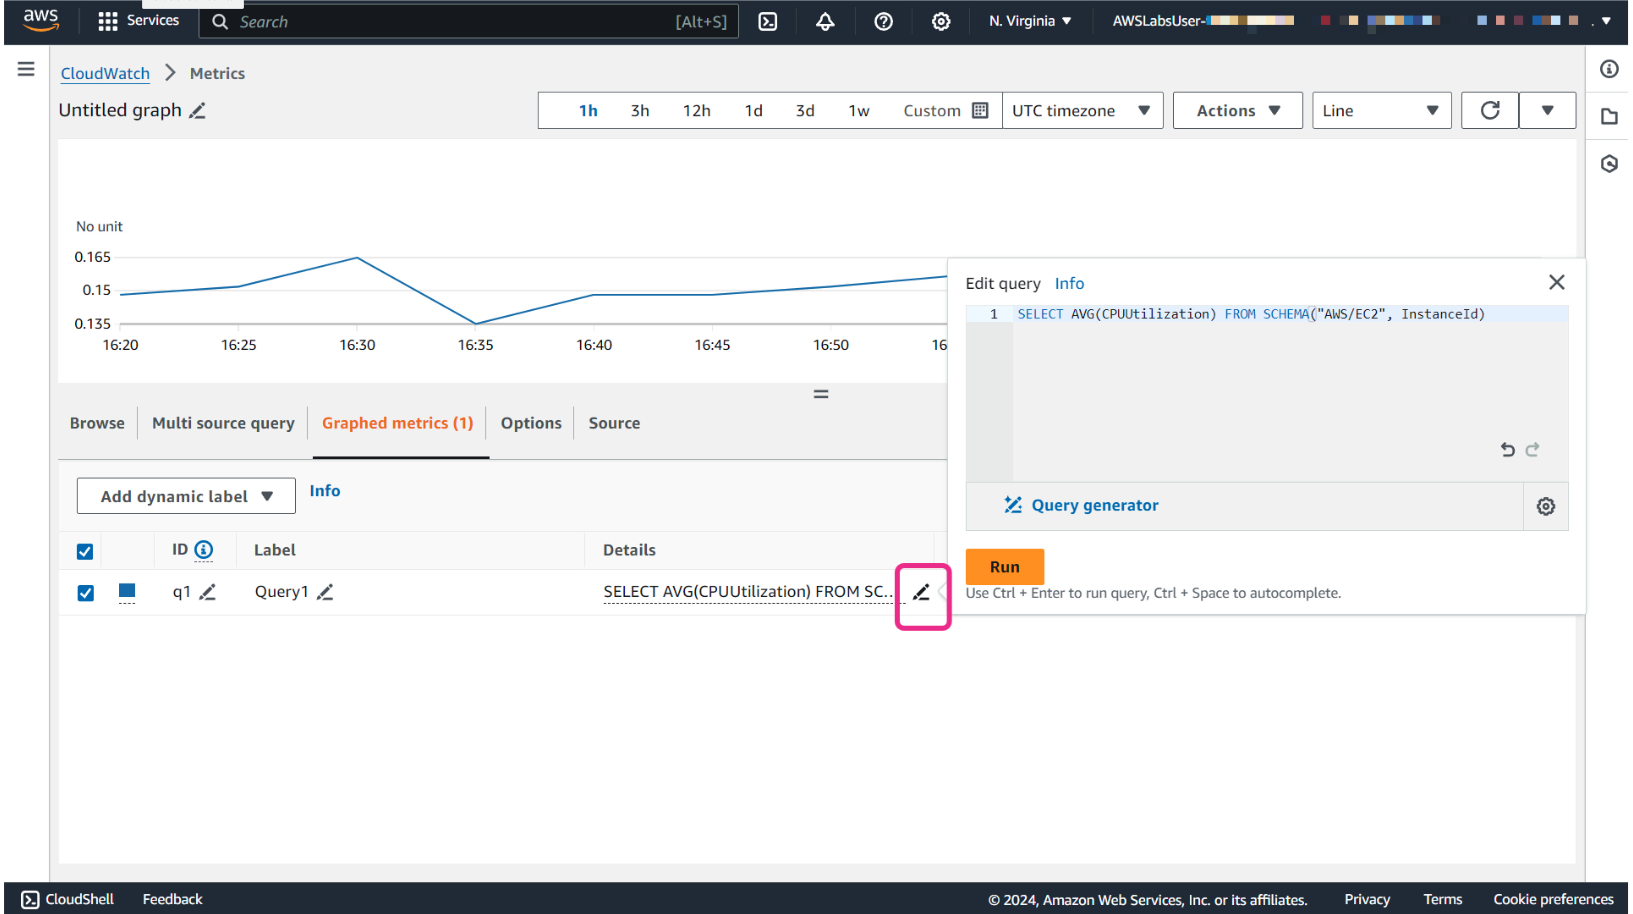 aws
Services
Search
[Alt+S]
N. Virginia
AWSLabsUser-
CloudWatch
Metrics
Untitled graph
1h
3h
12h
1d
3d
1w
Custom
UTC timezone
Actions
Line
No unit
0.165
0.15
0.135
16:20
16:25
16:30
16:35
16:40
16:45
16:50
16
Edit query
Info
1
SELECT AVG(CPUUtilization) FROM SCHEMA("AWS/EC2", InstanceId)
Query generator
Run
Use Ctrl + Enter to run query, Ctrl + Space to autocomplete.
Browse
Multi source query
Graphed metrics (1)
Options
Source
Add dynamic label
Info
ID
Label
Details
q1
Query1
SELECT AVG(CPUUtilization) FROM SC...
CloudShell
Feedback
© 2024, Amazon Web Services, Inc. or its affiliates.
Privacy
Terms
Cookie preferences